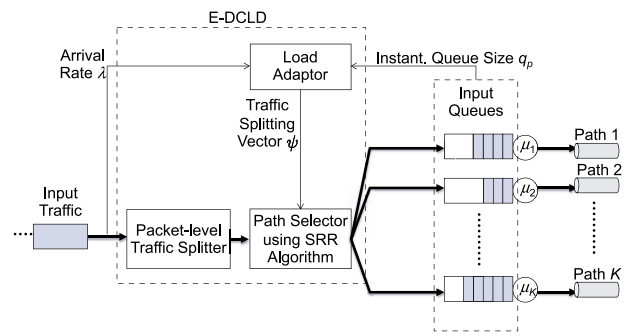 E-DCLD
Arrival
Rate λ
Load
Adaptor
Instant. Queue Size qp
Input
Queues
Traffic
Splitting
Vector ψ
μ1
Path 1
μ2
Path 2
Input
Traffic
Packet-level
Traffic Splitter
Path Selector
using SRR
Algorithm
μK
Path K